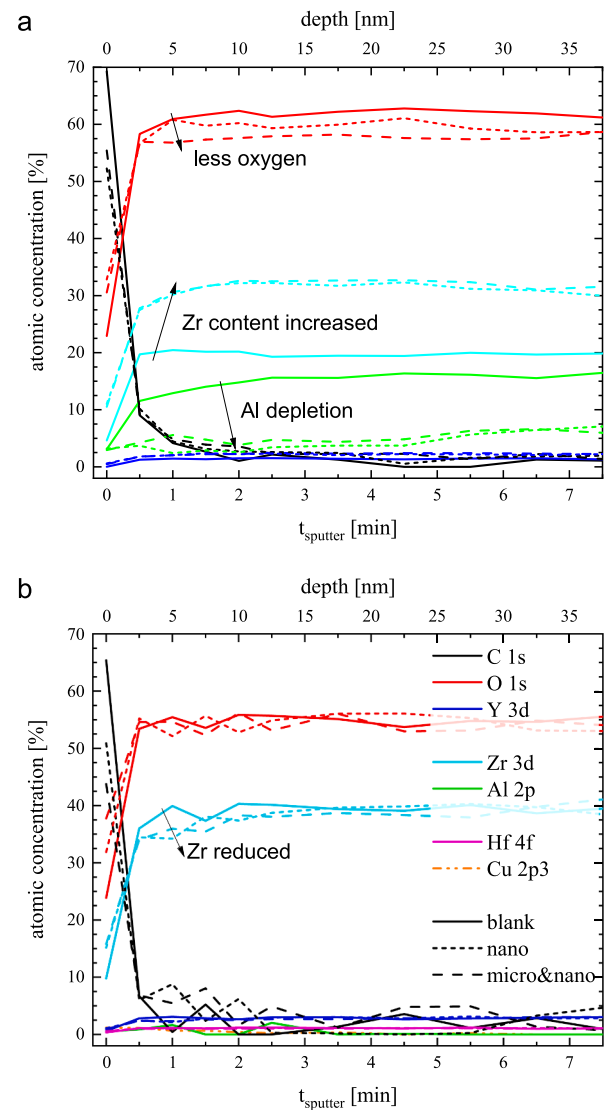 a
depth [nm]
0 5 10 15 20 25 30 35
70
60
50
40
30
20
10
0
atomic concentration [%]
less oxygen
Zr content increased
Al depletion
0 1 2 3 4 5 6 7
t_sputter [min]
b
depth [nm]
0 5 10 15 20 25 30 35
70
60
50
40
30
20
10
0
atomic concentration [%]
C 1s
O 1s
Y 3d
Zr 3d
Al 2p
Hf 4f
Cu 2p3
blank
nano
micro&nano
Zr reduced
0 1 2 3 4 5 6 7
t_sputter [min]